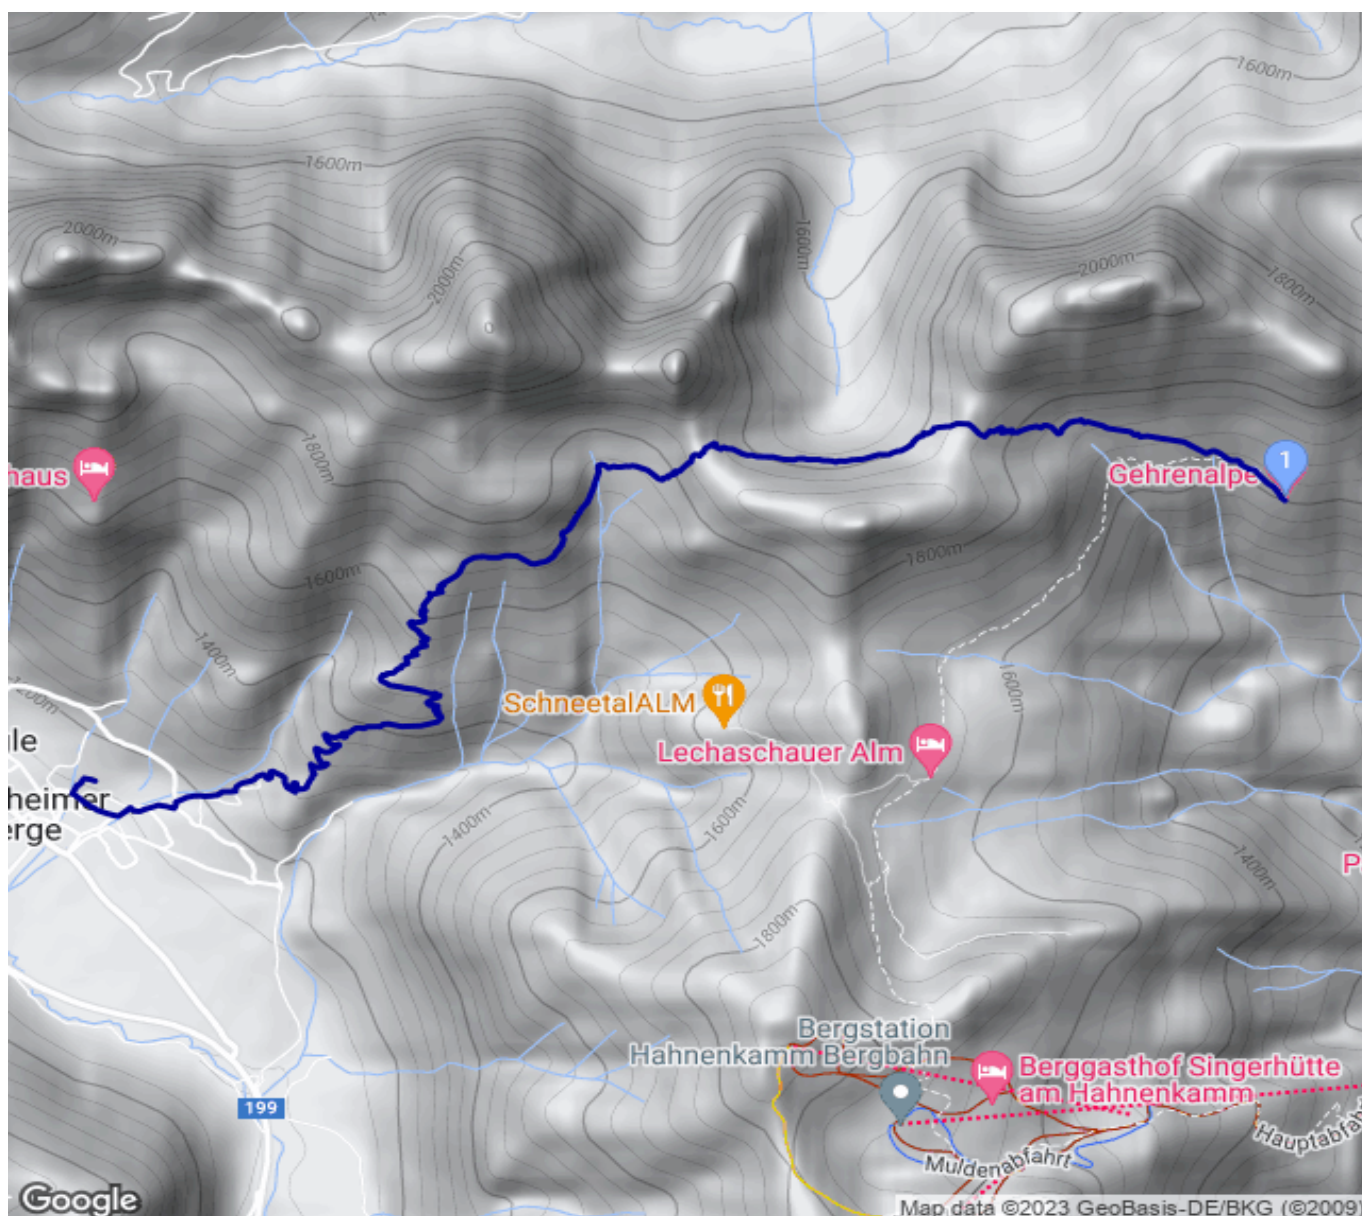 1600m
1600m
2000m
2000m
1600m
2000m
1800m
1800m
1
Gehrenalpe
haus
1800m
1600m
1400m
1200m
1600m
SchneetalALM
Lechaschauer Alm
heimer
erge
1400m
1600m
1400m
1800m
Bergstation
Hahnenkamm Bergbahn
Berggasthof Singerhütte
am Hahnenkamm
199
Muldenabfahrt
Google
Map data ©2023 GeoBasis-DE/BKG (©2009)